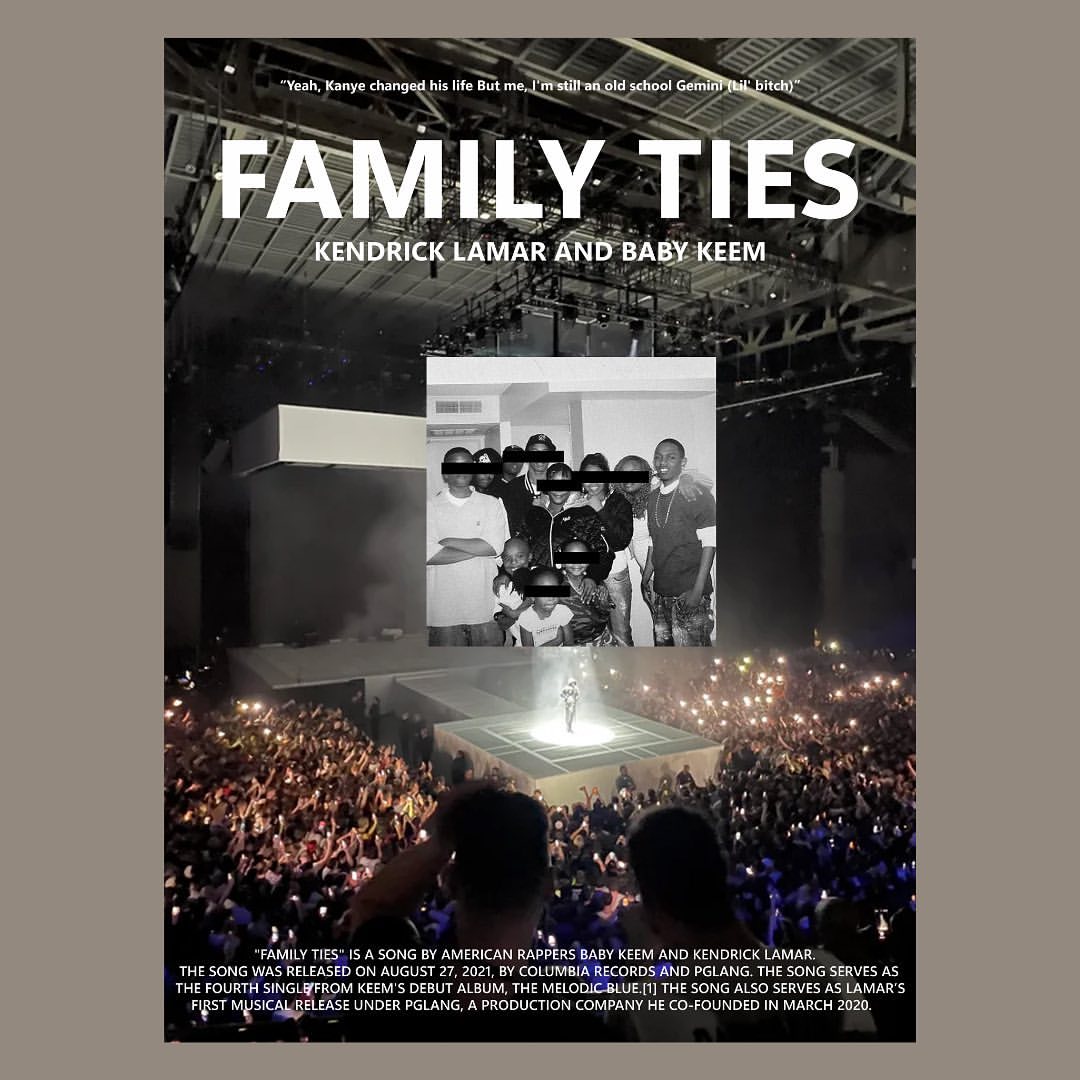 “Yeah, Kanye changed his life But me, I'm still an old school Gemini (Lil' bitch)”
FAMILY TIES
KENDRICK LAMAR AND BABY KEEM
"FAMILY TIES" IS A SONG BY AMERICAN RAPPERS BABY KEEM AND KENDRICK LAMAR.
THE SONG WAS RELEASED ON AUGUST 27, 2021, BY COLUMBIA RECORDS AND PGLANG. THE SONG SERVES AS
THE FOURTH SINGLE FROM KEEM'S DEBUT ALBUM, THE MELODIC BLUE.[1] THE SONG ALSO SERVES AS LAMAR’S
FIRST MUSICAL RELEASE UNDER PGLANG, A PRODUCTION COMPANY HE CO-FOUNDED IN MARCH 2020.